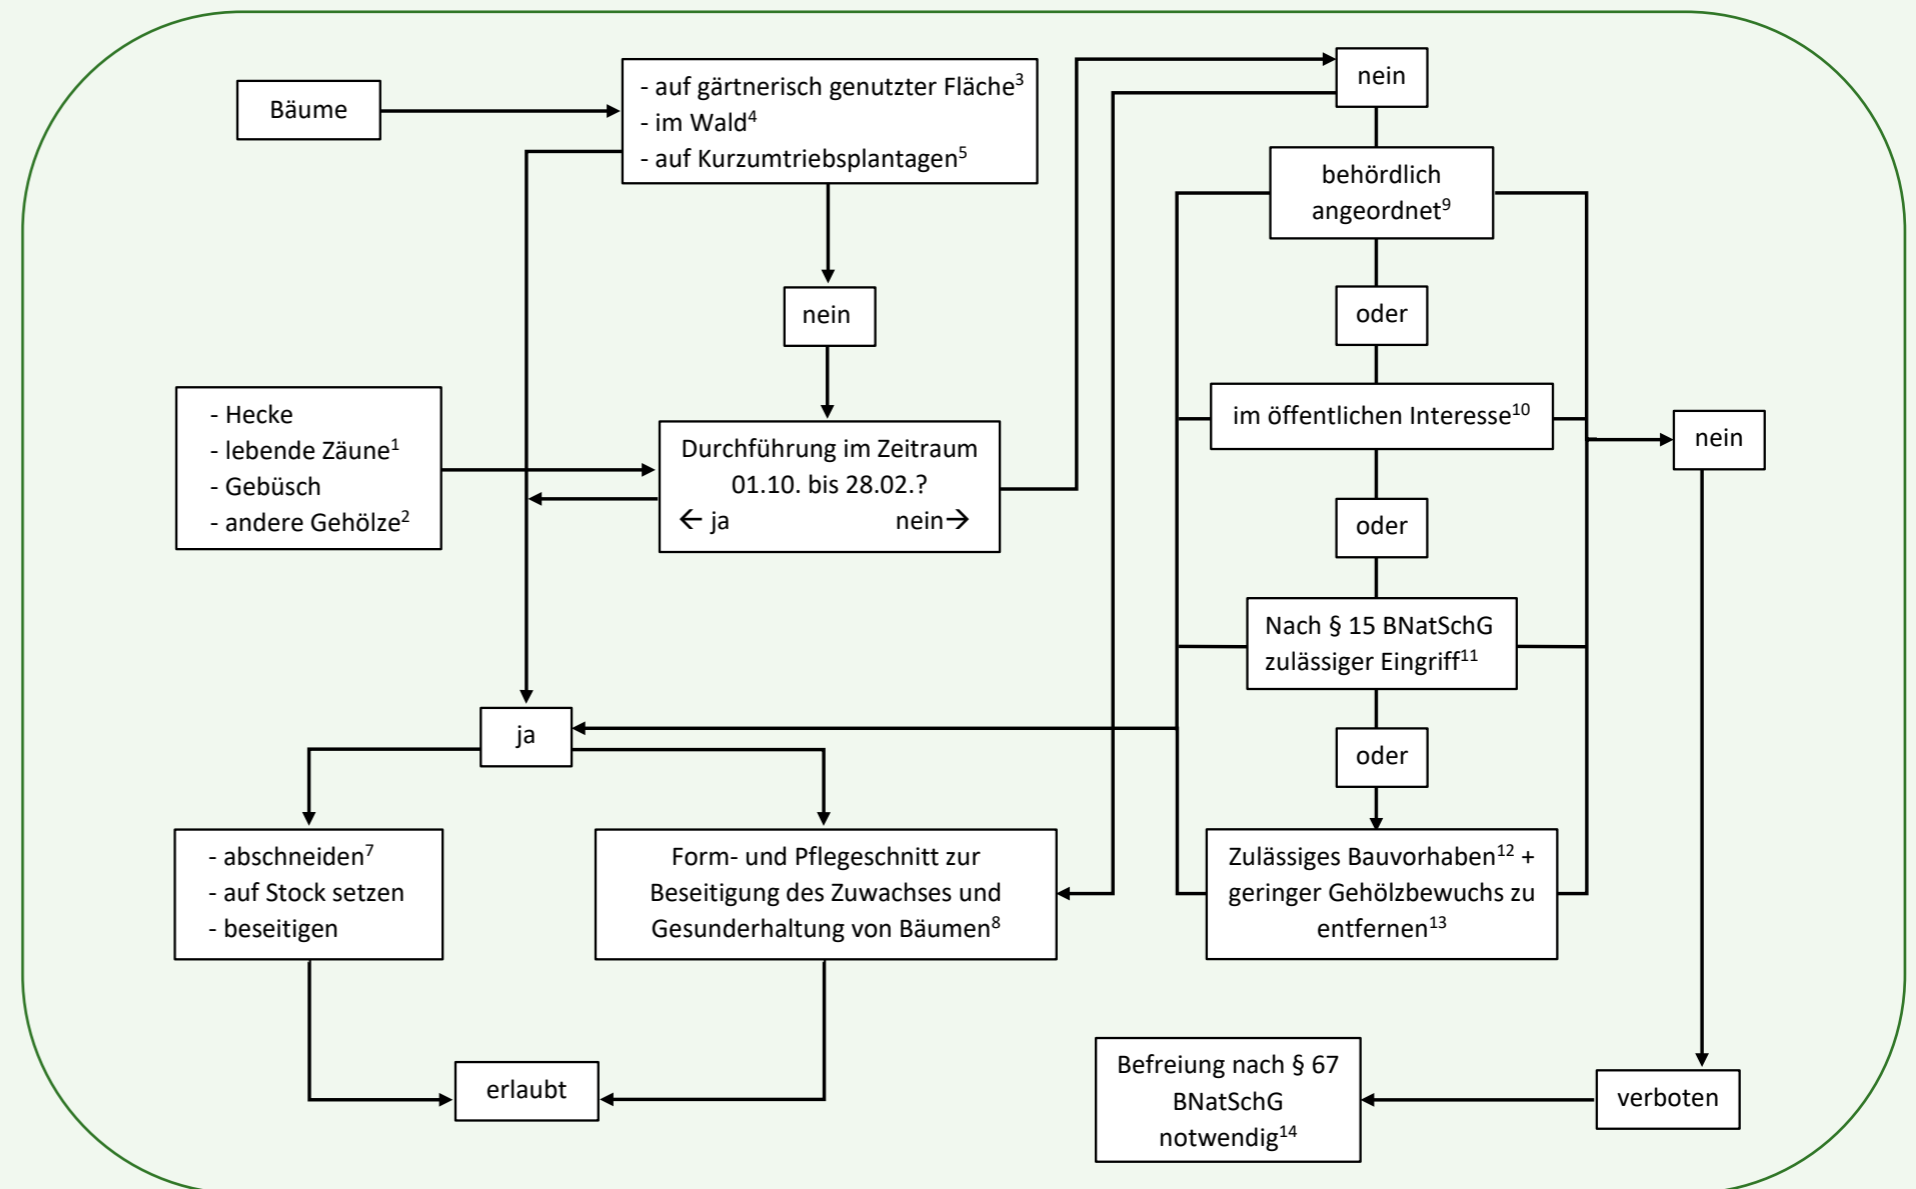 Bäume
- auf gärtnerisch genutzter Fläche³
- im Wald⁴
- auf Kurzumtriebsplantagen⁵
nein
- Hecke
- lebende Zäune¹
- Gebüsch
- andere Gehölze²
Durchführung im Zeitraum
01.10. bis 28.02.?
← ja nein→
nein
behördlich
angeordnet⁹
oder
im öffentlichen Interesse¹⁰
oder
Nach § 15 BNatSchG
zulässiger Eingriff¹¹
oder
Zulässiges Bauvorhaben¹² +
geringer Gehölzbewuchs zu
entfernen¹³
nein
ja
- abschneiden⁷
- auf Stock setzen
- beseitigen
Form- und Pflegeschnitt zur
Beseitigung des Zuwachses und
Gesunderhaltung von Bäumen⁸
erlaubt
Befreiung nach § 67
BNatSchG
notwendig¹⁴
verboten